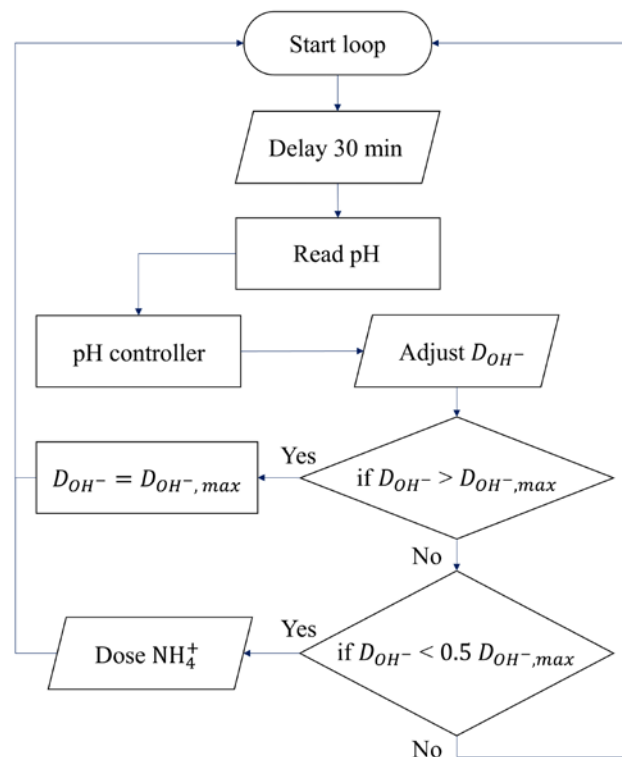 Start loop
Delay 30 min
Read pH
pH controller
Adjust D_{OH^-}
Yes
D_{OH^-} = D_{OH^-,max}
if D_{OH^-} > D_{OH^-,max}
No
Yes
Dose NH_4^+
if D_{OH^-} < 0.5 D_{OH^-,max}
No